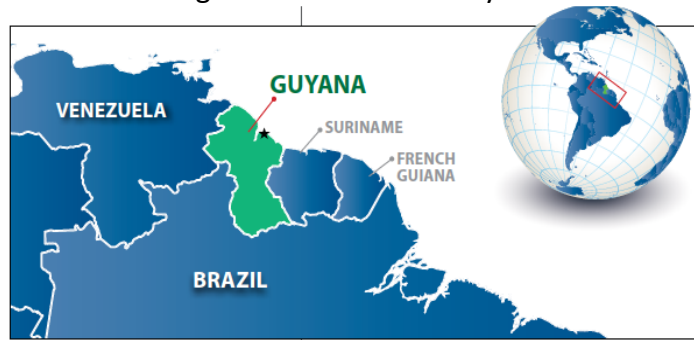 GUYANA
VENEZUELA
SURINAME
FRENCH
GUIANA
BRAZIL